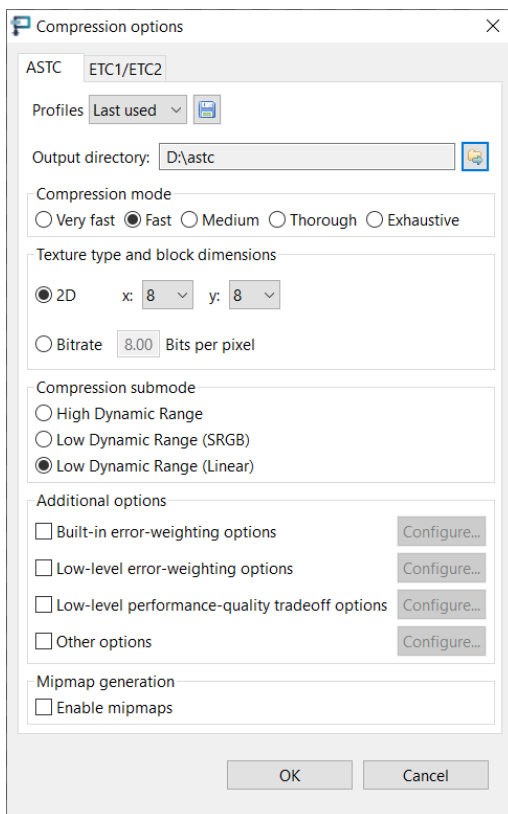 Compression options
ASTC ETC1/ETC2
Profiles Last used
Output directory: D:\astc
Compression mode
Very fast Fast Medium Thorough Exhaustive
Texture type and block dimensions
2D x: 8 y: 8
Bitrate 8.00 Bits per pixel
Compression submode
High Dynamic Range
Low Dynamic Range (SRGB)
Low Dynamic Range (Linear)
Additional options
Built-in error-weighting options Configure...
Low-level error-weighting options Configure...
Low-level performance-quality tradeoff options Configure...
Other options Configure...
Mipmap generation
Enable mipmaps
OK Cancel